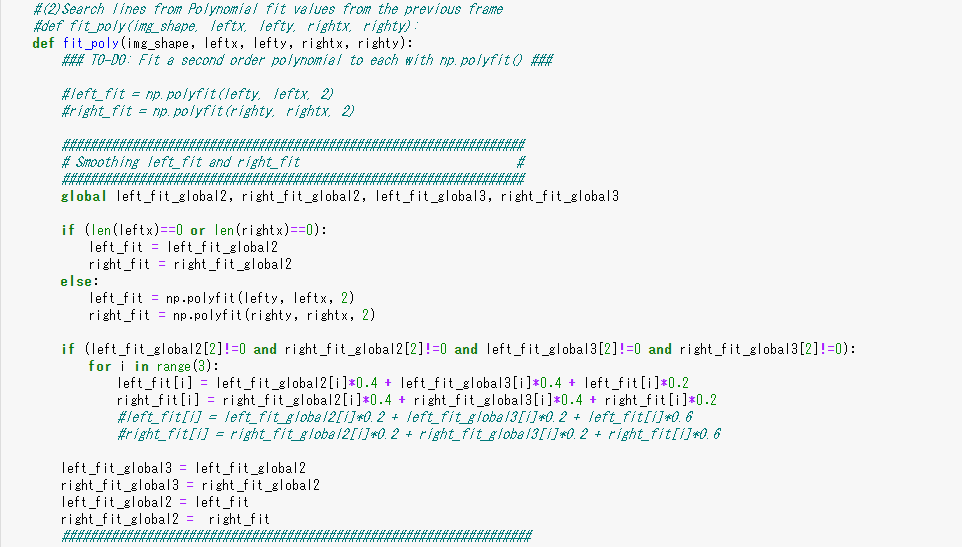 #(2)Search lines from Polynomial fit values from the previous frame
#def fit_poly(img_shape, leftx, lefty, rightx, righty):
def fit_poly(img_shape, leftx, lefty, rightx, righty):
### TO-DO: Fit a second order polynomial to each with np.polyfit() ###
#left_fit = np.polyfit(lefty, leftx, 2)
#right_fit = np.polyfit(righty, rightx, 2)
##################################################################
# Smoothing left_fit and right_fit #
##################################################################
global left_fit_global2, right_fit_global2, left_fit_global3, right_fit_global3
if (len(leftx)==0 or len(rightx)==0):
left_fit = left_fit_global2
right_fit = right_fit_global2
else:
left_fit = np.polyfit(lefty, leftx, 2)
right_fit = np.polyfit(righty, rightx, 2)
if (left_fit_global2[2]!=0 and right_fit_global2[2]!=0 and left_fit_global3[2]!=0 and right_fit_global3[2]!=0):
for i in range(3):
left_fit[i] = left_fit_global2[i]*0.4 + left_fit_global3[i]*0.4 + left_fit[i]*0.2
right_fit[i] = right_fit_global2[i]*0.4 + right_fit_global3[i]*0.4 + right_fit[i]*0.2
#left_fit[i] = left_fit_global2[i]*0.2 + left_fit_global3[i]*0.2 + left_fit[i]*0.6
#right_fit[i] = right_fit_global2[i]*0.2 + right_fit_global3[i]*0.2 + right_fit[i]*0.6
left_fit_global3 = left_fit_global2
right_fit_global3 = right_fit_global2
left_fit_global2 = left_fit
right_fit_global2 =  right_fit
###################################################################